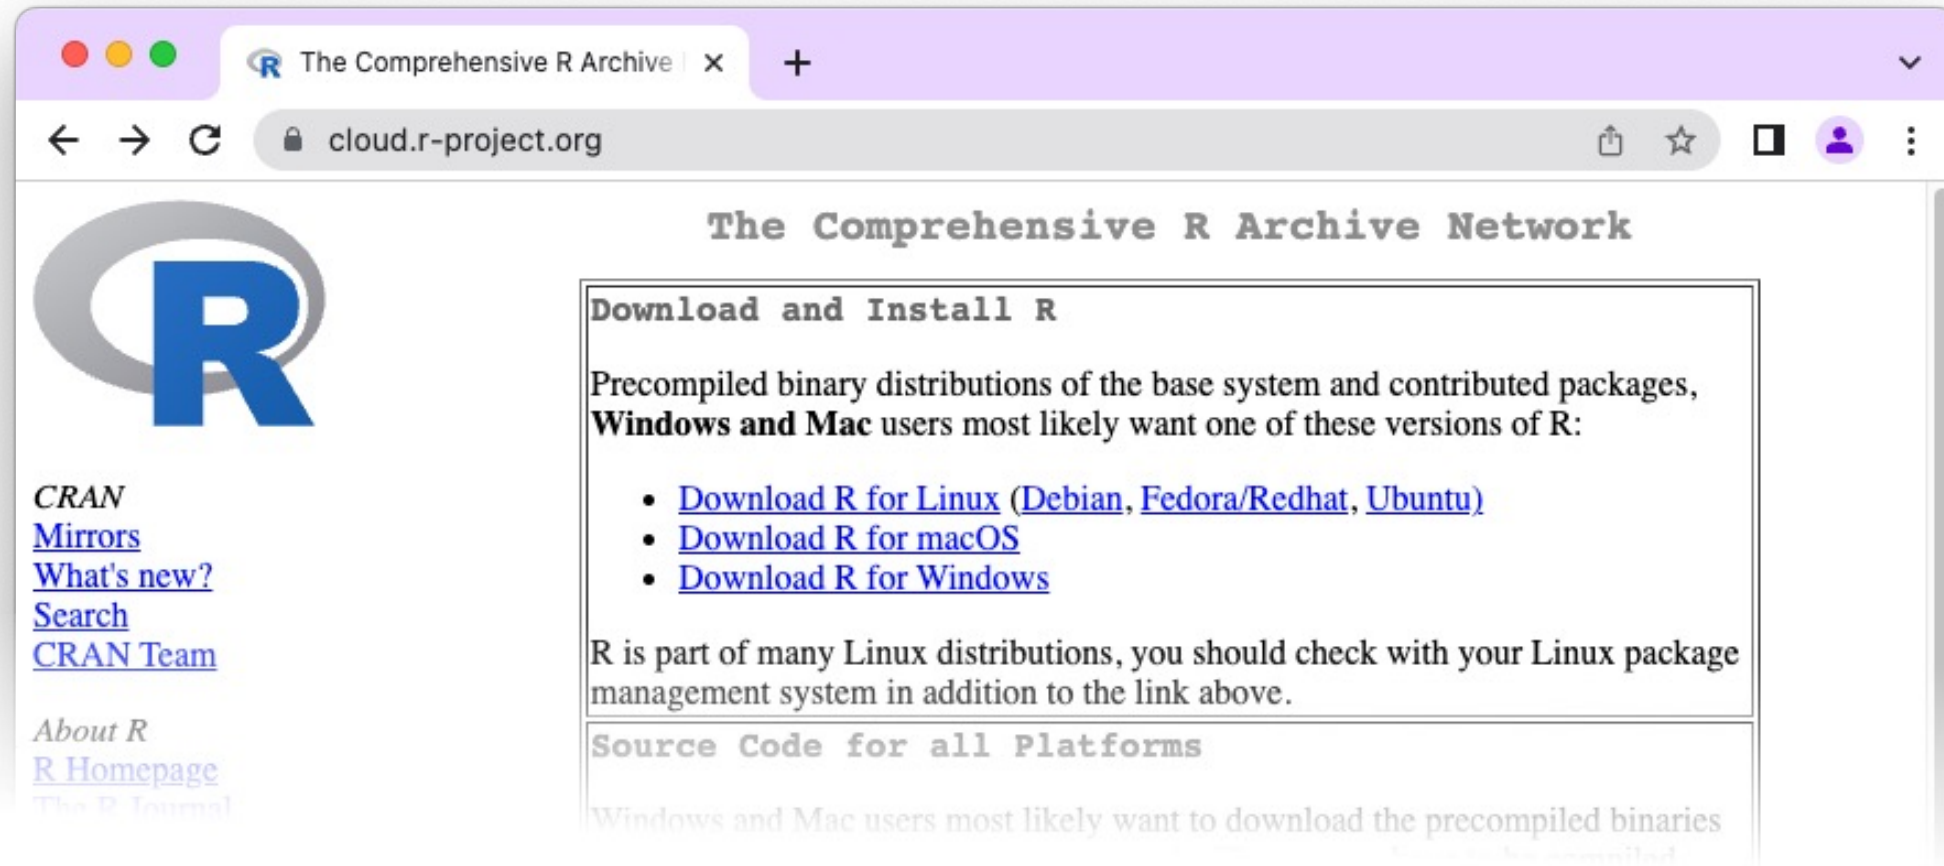 The Comprehensive R Archive
cloud.r-project.org
R
CRAN
Mirrors
What's new?
Search
CRAN Team
About R
R Homepage
The R Journal
The Comprehensive R Archive Network
Download and Install R
Precompiled binary distributions of the base system and contributed packages,
Windows and Mac users most likely want one of these versions of R:
• Download R for Linux (Debian, Fedora/Redhat, Ubuntu)
• Download R for macOS
• Download R for Windows
R is part of many Linux distributions, you should check with your Linux package
management system in addition to the link above.
Source Code for all Platforms
Windows and Mac users most likely want to download the precompiled binaries